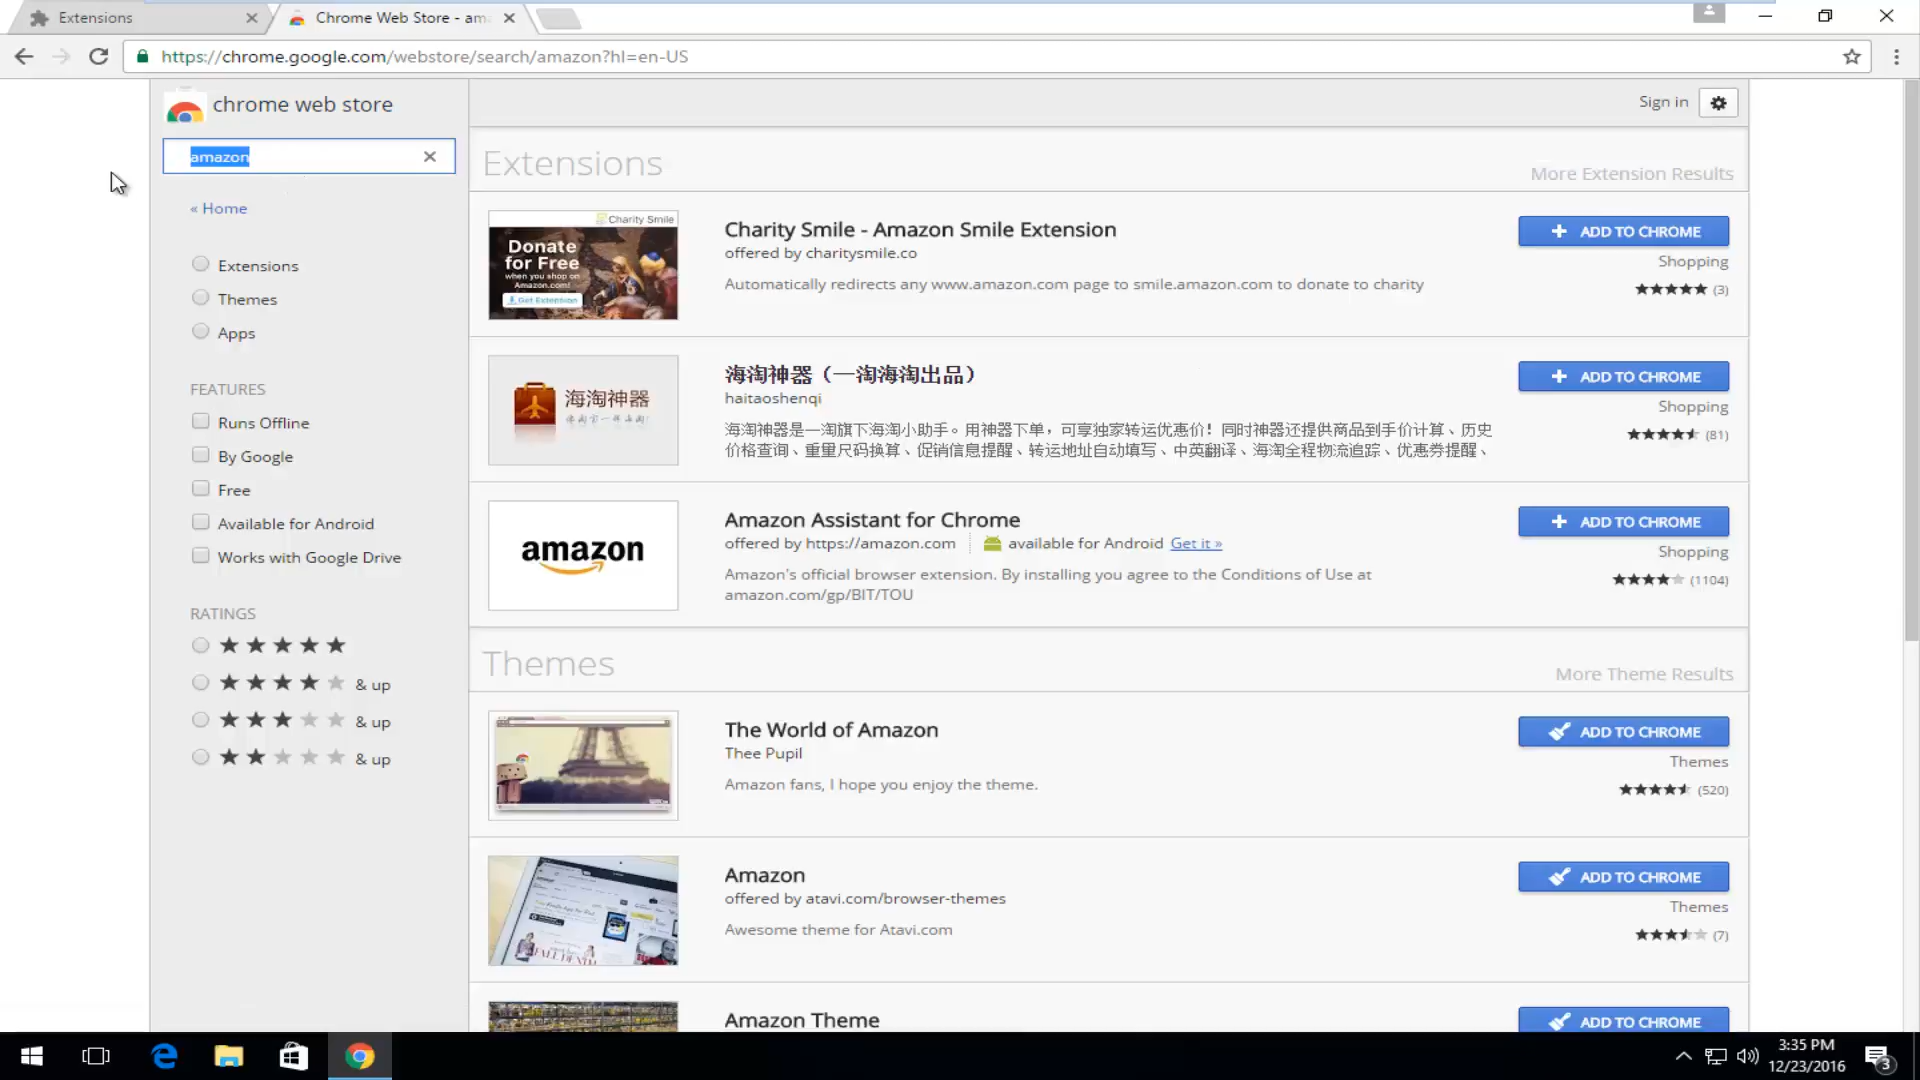 Extensions
Chrome Web Store - ama
https://chrome.google.com/webstore/search/amazon?hl=en-US
chrome web store
Sign in
amazon
« Home
Extensions
Themes
Apps
FEATURES
Runs Offline
By Google
Free
Available for Android
Works with Google Drive
RATINGS
& up
& up
& up
Extensions
More Extension Results
Charity Smile
Donate
for Free
when you shop on
Amazon.com!
Get Extension
Charity Smile - Amazon Smile Extension
offered by charitysmile.co
Automatically redirects any www.amazon.com page to smile.amazon.com to donate to charity
ADD TO CHROME
Shopping
(3)
海淘神器
海淘神器（一淘海淘出品）
haitaoshenqi
海淘神器是一淘旗下海淘小助手。用神器下单，可享独家转运优惠价！同时神器还提供商品到手价计算、历史
价格查询、重量尺码换算、促销信息提醒、转运地址自动填写、中英翻译、海淘全程物流追踪、优惠券提醒、
ADD TO CHROME
Shopping
(81)
amazon
Amazon Assistant for Chrome
offered by https://amazon.com
available for Android Get it »
Amazon's official browser extension. By installing you agree to the Conditions of Use at
amazon.com/gp/BIT/TOU
ADD TO CHROME
Shopping
(1104)
Themes
More Theme Results
The World of Amazon
Thee Pupil
Amazon fans, I hope you enjoy the theme.
ADD TO CHROME
Themes
(520)
Amazon
offered by atavi.com/browser-themes
Awesome theme for Atavi.com
ADD TO CHROME
Themes
(7)
Amazon Theme
ADD TO CHROME
3:35 PM
12/23/2016
3